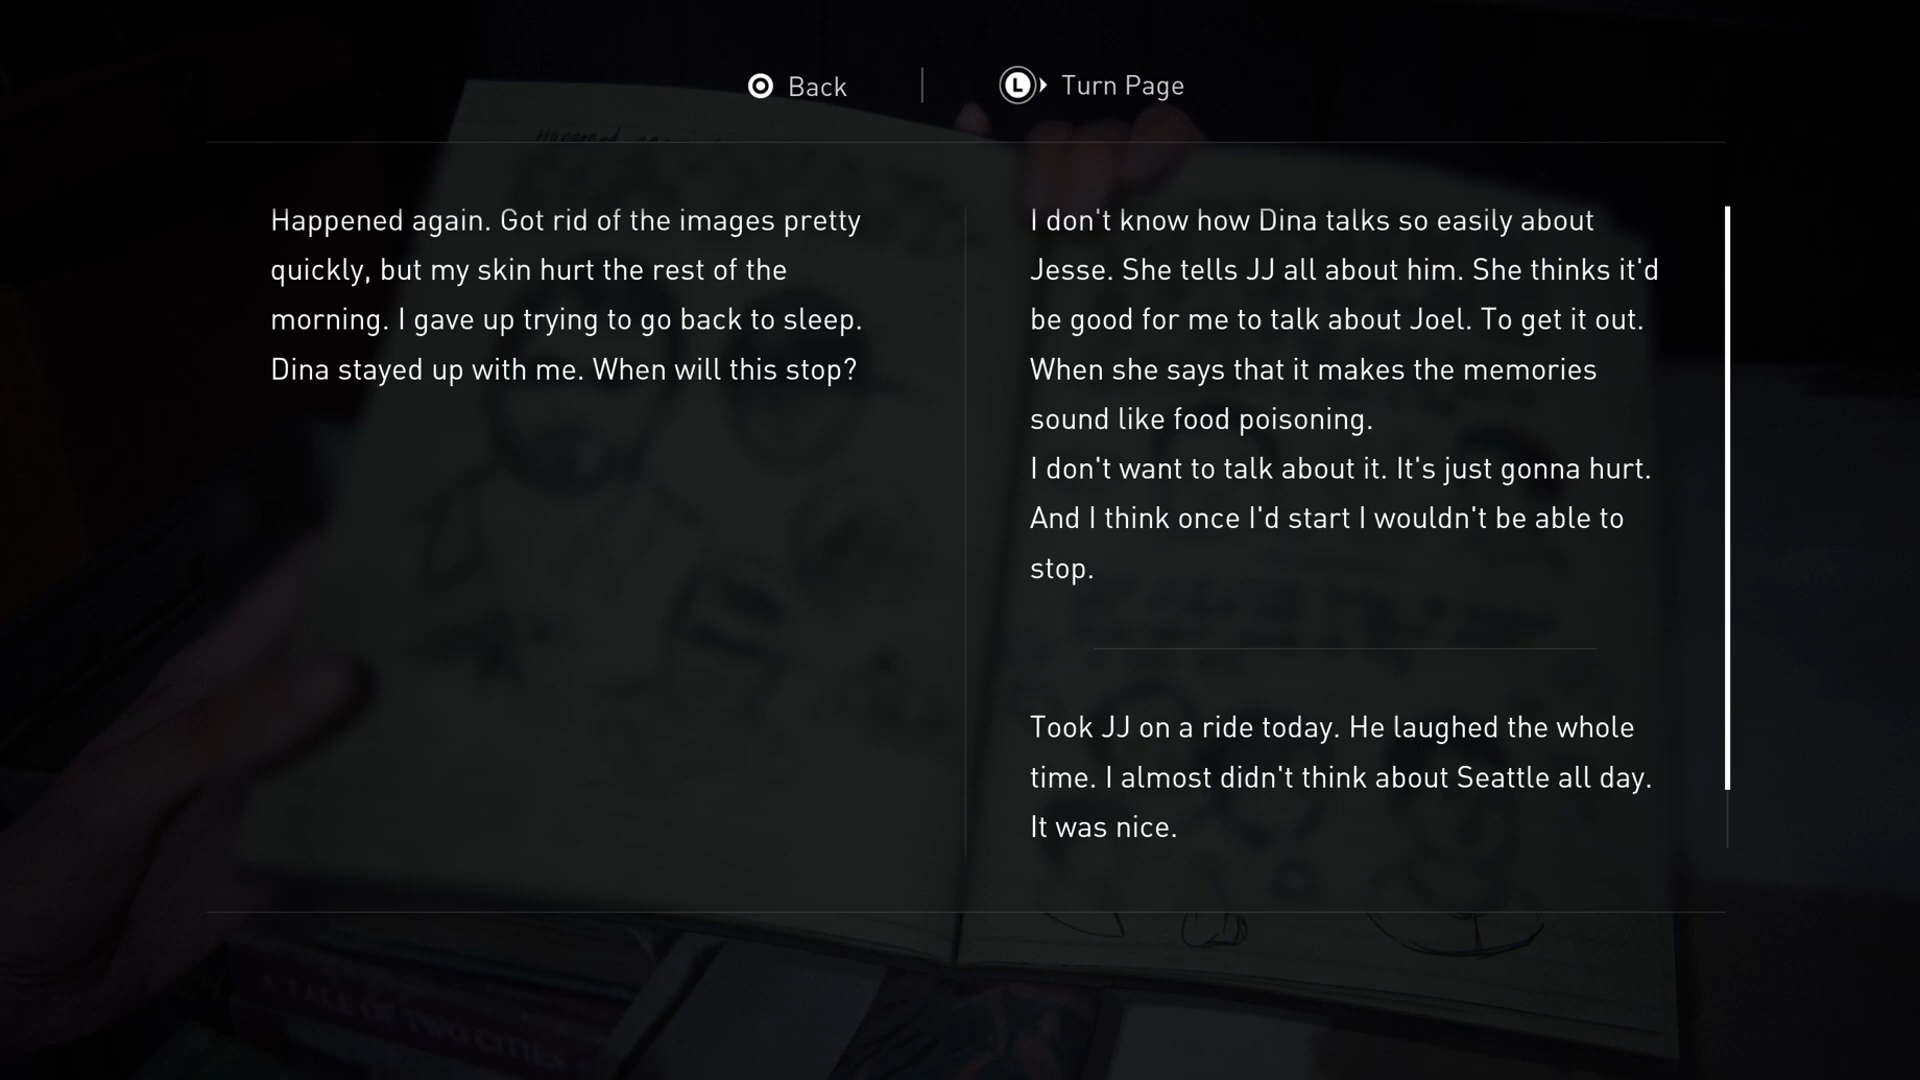 Back
L Turn Page
Happened
Happened again. Got rid of the images pretty
quickly, but my skin hurt the rest of the
morning. I gave up trying to go back to sleep.
Dina stayed up with me. When will this stop?
I don't know how Dina talks so easily about
Jesse. She tells JJ all about him. She thinks it'd
be good for me to talk about Joel. To get it out.
When she says that it makes the memories
sound like food poisoning.
I don't want to talk about it. It's just gonna hurt.
And I think once I'd start I wouldn't be able to
stop.
Took JJ on a ride today. He laughed the whole
time. I almost didn't think about Seattle all day.
It was nice.
A TALE OF TWO CITIES